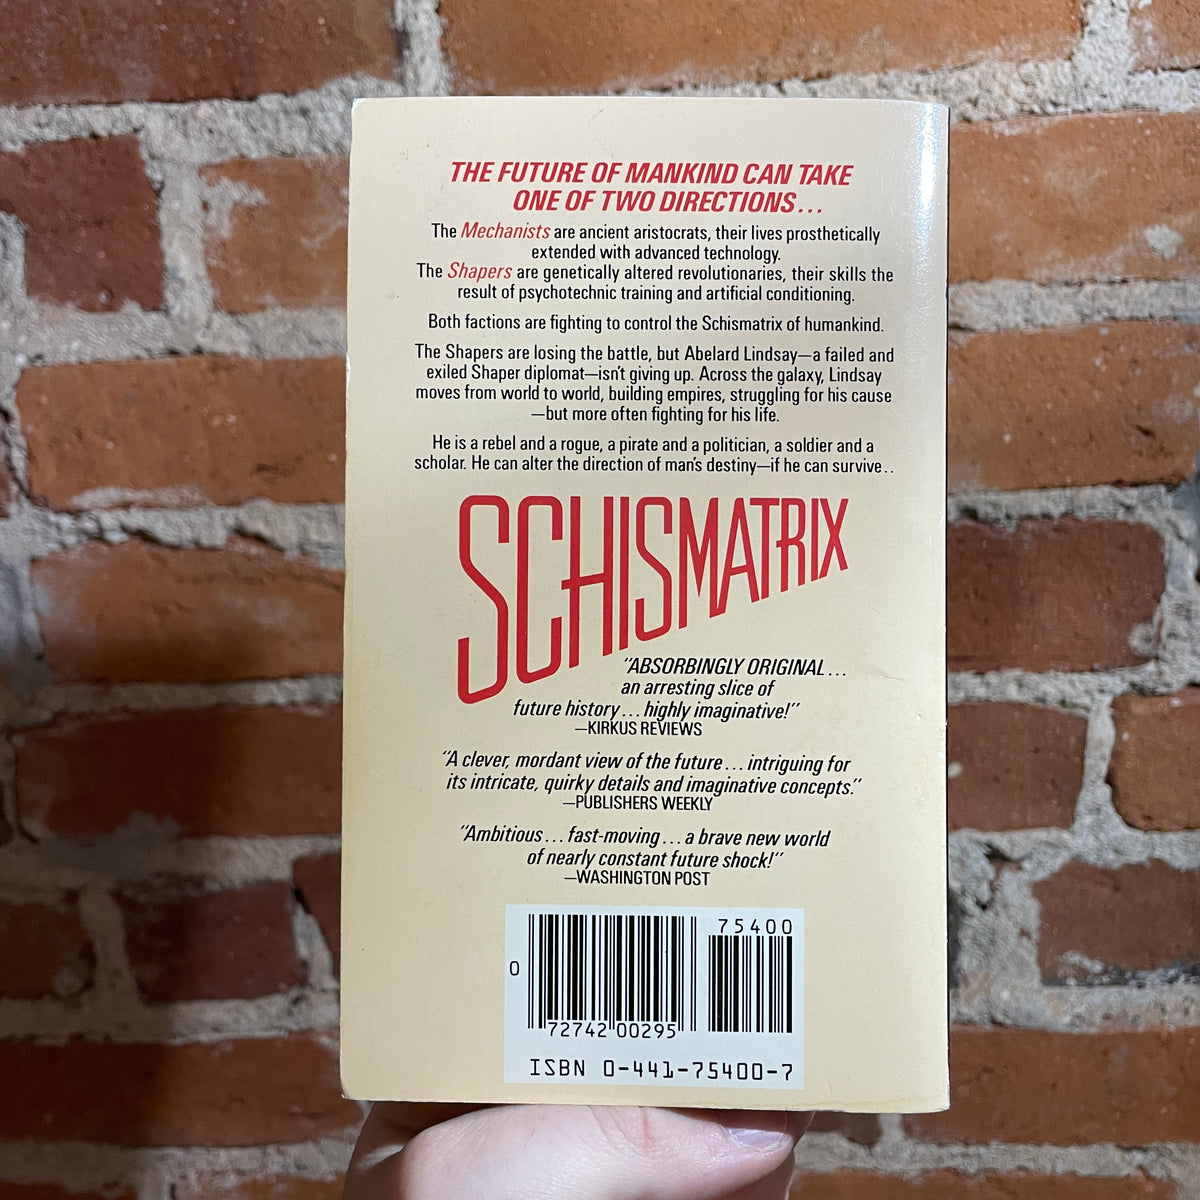 THE FUTURE OF MANKIND CAN TAKE
ONE OF TWO DIRECTIONS...
The Mechanists are ancient aristocrats, their lives prosthetically
extended with advanced technology.
The Shapers are genetically altered revolutionaries, their skills the
result of psychotechnic training and artificial conditioning.
Both factions are fighting to control the Schismatrix of humankind.
The Shapers are losing the battle, but Abelard Lindsay—a failed and
exiled Shaper diplomat—isn't giving up. Across the galaxy, Lindsay
moves from world to world, building empires, struggling for his cause
—but more often fighting for his life.
He is a rebel and a rogue, a pirate and a politician, a soldier and a
scholar. He can alter the direction of man's destiny—if he can survive..
SCHISMATRIX
"ABSORBINGLY ORIGINAL...
an arresting slice of
future history...highly imaginative!"
—KIRKUS REVIEWS
"A clever, mordant view of the future...intriguing for
its intricate, quirky details and imaginative concepts."
—PUBLISHERS WEEKLY
"Ambitious...fast-moving...a brave new world
of nearly constant future shock!"
—WASHINGTON POST
75400
0
72742 00295
ISBN 0-441-75400-7